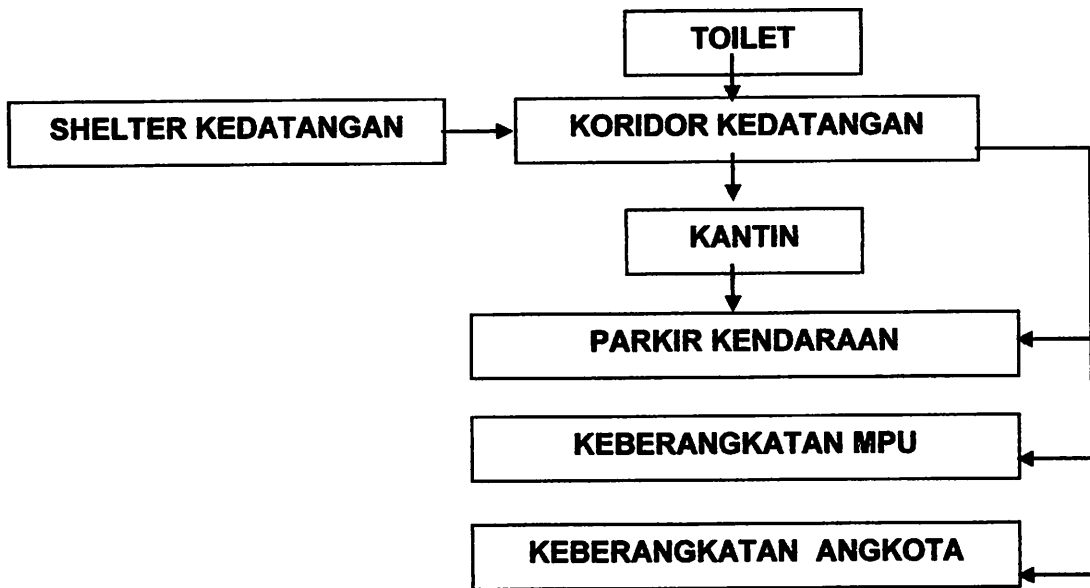 TOILET
SHELTER KEDATANGAN
KORIDOR KEDATANGAN
KANTIN
PARKIR KENDARAAN
KEBERANGKATAN MPU
KEBERANGKATAN ANGKOTA